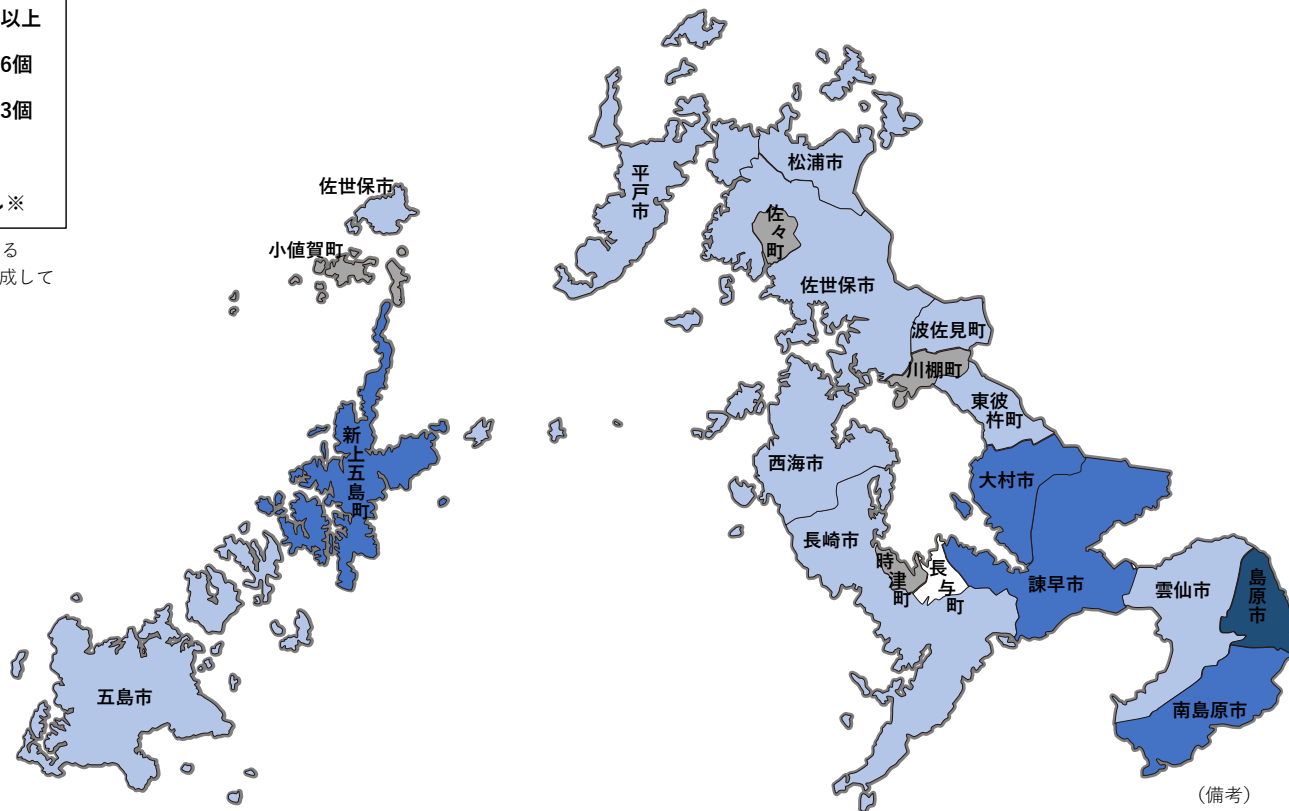 以上
6個
3個
※
る
成して
佐世保市
小値賀町
新上五島町
五島市
平戸市
松浦市
佐々町
佐世保市
波佐見町
川棚町
東彼杵町
西海市
大村市
長崎市
時津町
長与町
諫早市
雲仙市
島原市
南島原市
(備考)